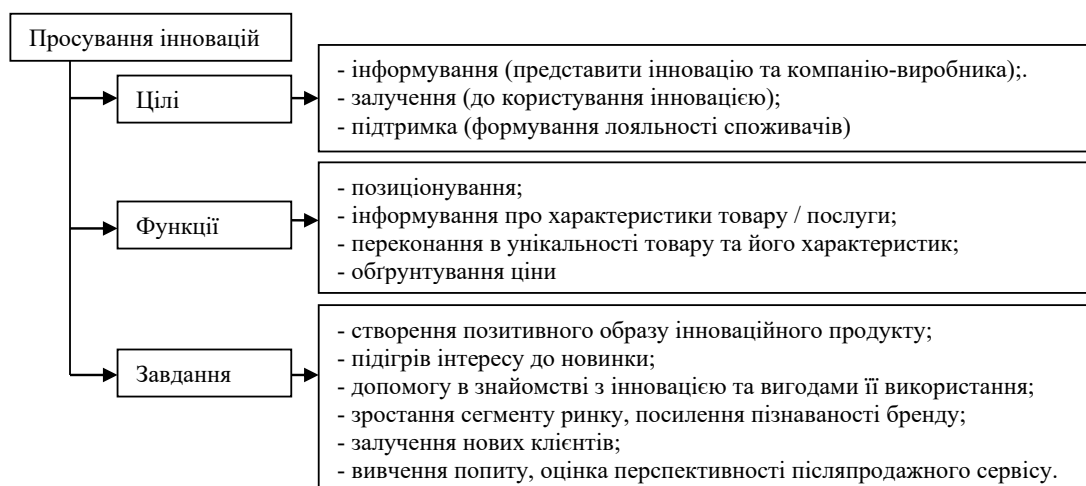 Просування інновацій
Цілі
- інформування (представити інновацію та компанію-виробника);.
- залучення (до користування інновацією);
- підтримка (формування лояльності споживачів)
Функції
- позиціонування;
- інформування про характеристики товару / послуги;
- переконання в унікальності товару та його характеристик;
- обґрунтування ціни
Завдання
- створення позитивного образу інноваційного продукту;
- підігрів інтересу до новинки;
- допомогу в знайомстві з інновацією та вигодами її використання;
- зростання сегменту ринку, посилення пізнаваності бренду;
- залучення нових клієнтів;
- вивчення попиту, оцінка перспективності післяпродажного сервісу.